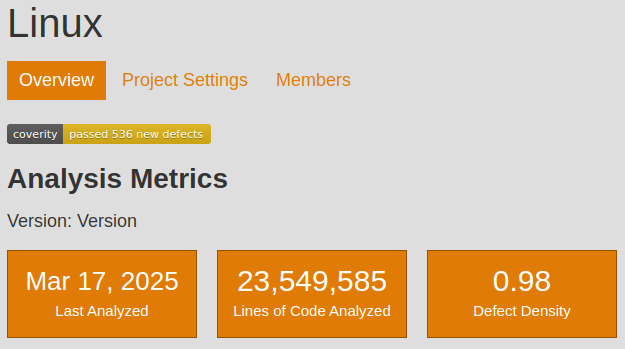 Linux
Overview Project Settings Members
coverity passed 536 new defects
Analysis Metrics
Version: Version
Mar 17, 2025 23,549,585 0.98
Last Analyzed Lines of Code Analyzed Defect Density